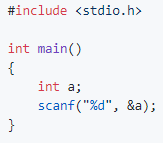 #include <stdio.h>
int main()
{
    int a;
    scanf("%d", &a);
}